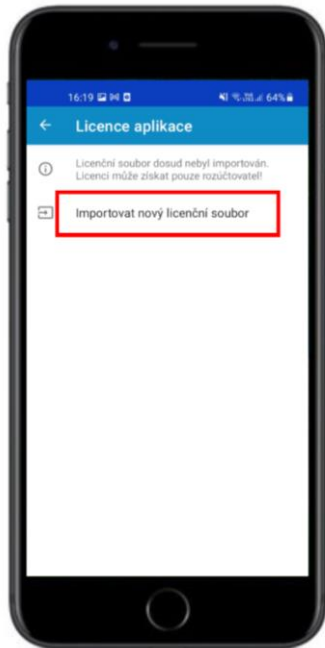 16:19 64%
Licence aplikace
Licenční soubor dosud nebyl importován.
Licenci může získat pouze rozúčtovatel!
Importovat nový licenční soubor